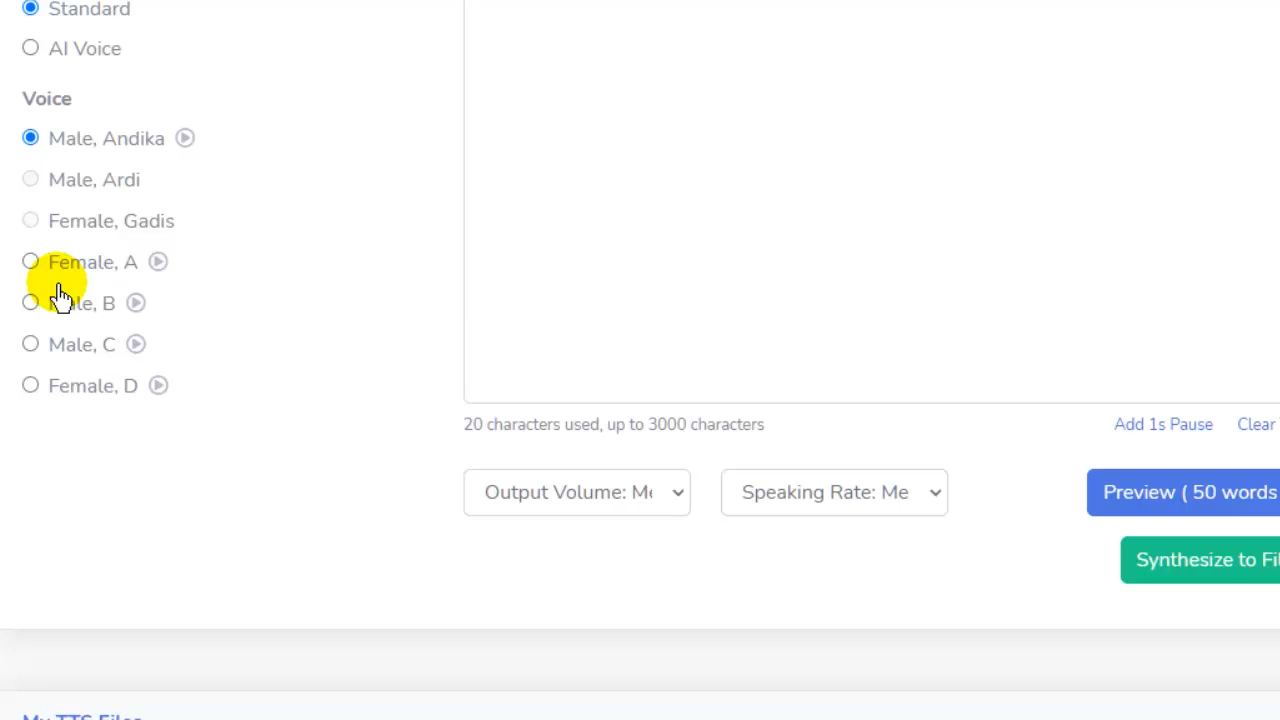 Standard
AI Voice
Voice
Male, Andika
Male, Ardi
Female, Gadis
Female, A
Male, B
Male, C
Female, D
20 characters used, up to 3000 characters
Add 1s Pause Clear
Output Volume: Me
Speaking Rate: Me
Preview ( 50 words
Synthesize to Fil
My TTS Files